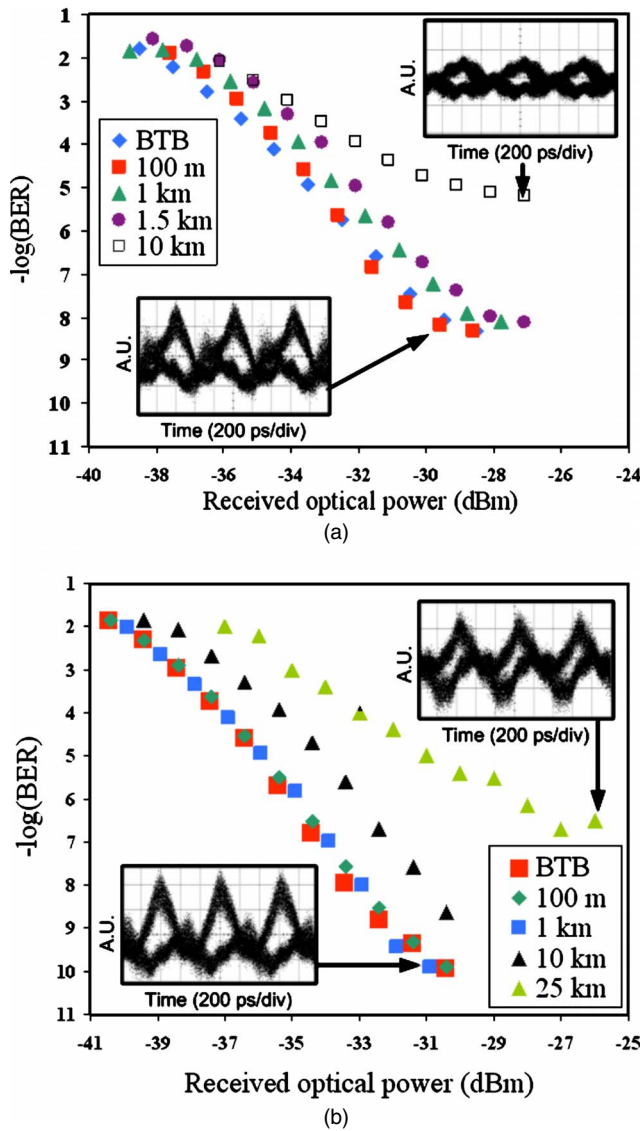 1
2
3
4
5
6
7
8
9
10
11
-log(BER)
BTB
100 m
1 km
1.5 km
10 km
A.U.
Time (200 ps/div)
A.U.
Time (200 ps/div)
-40 -38 -36 -34 -32 -30 -28 -26 -24
Received optical power (dBm)
(a)
1
2
3
4
5
6
7
8
9
10
11
-log(BER)
A.U.
Time (200 ps/div)
A.U.
Time (200 ps/div)
BTB
100 m
1 km
10 km
25 km
-41 -39 -37 -35 -33 -31 -29 -27 -25
Received optical power (dBm)
(b)